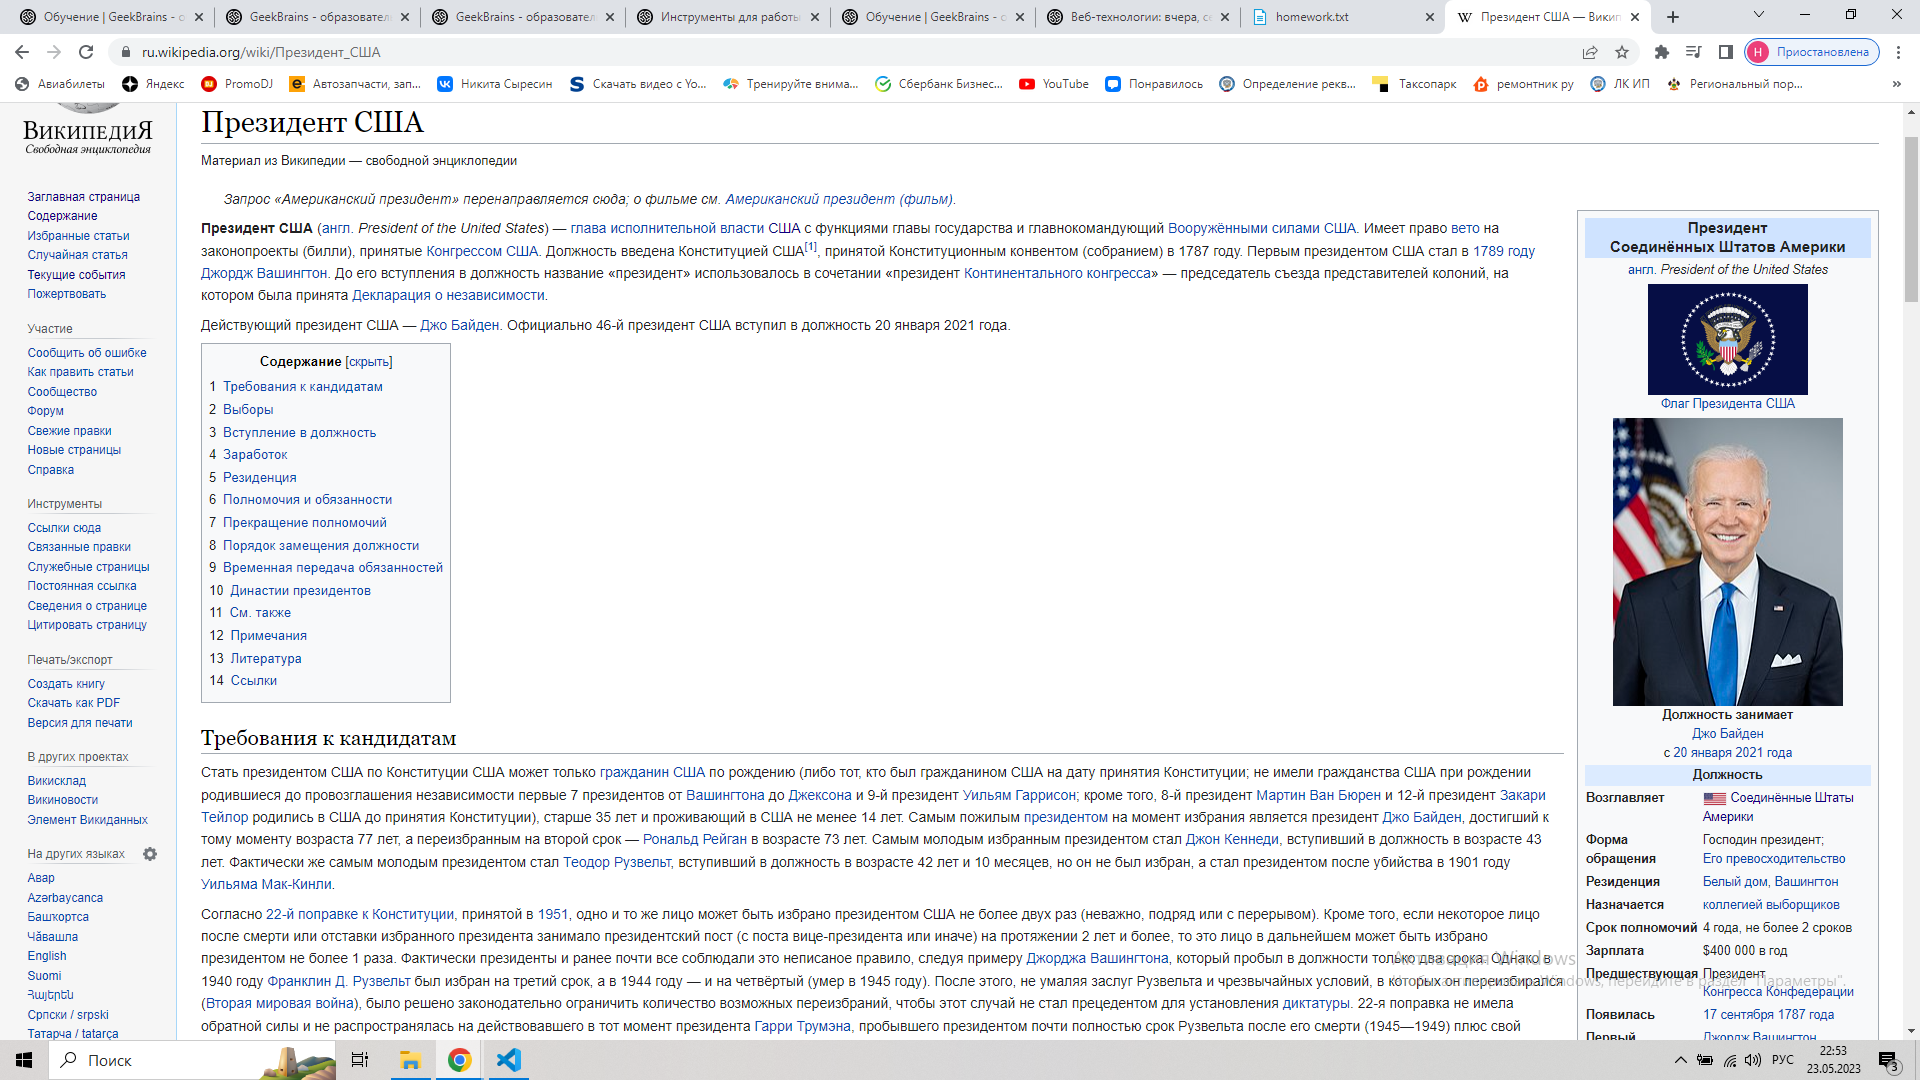 Обучение | GeekBrains - о
GeekBrains - образовател
GeekBrains - образовател
Инструменты для работы
Обучение | GeekBrains - о
Веб-технологии: вчера, с
homework.txt
Президент США — Викип
ru.wikipedia.org/wiki/Президент_США
Н Приостановлена
Авиабилеты
Яндекс
PromoDJ
Автозапчасти, зап...
Никита Сыресин
Скачать видео с Yo...
Тренируйте внима...
Сбербанк Бизнес...
YouTube
Понравилось
Определение рекв...
Таксопарк
ремонтник ру
ЛК ИП
Региональный пор...
ВикипедиЯ
Свободная энциклопедия
Заглавная страница
Содержание
Избранные статьи
Случайная статья
Текущие события
Пожертвовать
Участие
Сообщить об ошибке
Как править статьи
Сообщество
Форум
Свежие правки
Новые страницы
Справка
Инструменты
Ссылки сюда
Связанные правки
Служебные страницы
Постоянная ссылка
Сведения о странице
Цитировать страницу
Печать/экспорт
Создать книгу
Скачать как PDF
Версия для печати
В других проектах
Викисклад
Викиновости
Элемент Викиданных
На других языках
Авар
Azərbaycanca
Башҡортса
Чӑвашла
English
Suomi
Հայերեն
Српски / srpski
Татарча / tatarça
Президент США
Материал из Википедии — свободной энциклопедии
Запрос «Американский президент» перенаправляется сюда; о фильме см. Американский президент (фильм).
Президент США (англ. President of the United States) — глава исполнительной власти США с функциями главы государства и главнокомандующий Вооружёнными силами США. Имеет право вето на
законопроекты (билли), принятые Конгрессом США. Должность введена Конституцией США[1], принятой Конституционным конвентом (собранием) в 1787 году. Первым президентом США стал в 1789 году
Джордж Вашингтон. До его вступления в должность название «президент» использовалось в сочетании «президент Континентального конгресса» — председатель съезда представителей колоний, на
котором была принята Декларация о независимости.
Действующий президент США — Джо Байден. Официально 46-й президент США вступил в должность 20 января 2021 года.
Содержание [скрыть]
1 Требования к кандидатам
2 Выборы
3 Вступление в должность
4 Заработок
5 Резиденция
6 Полномочия и обязанности
7 Прекращение полномочий
8 Порядок замещения должности
9 Временная передача обязанностей
10 Династии президентов
11 См. также
12 Примечания
13 Литература
14 Ссылки
Требования к кандидатам
Стать президентом США по Конституции США может только гражданин США по рождению (либо тот, кто был гражданином США на дату принятия Конституции; не имели гражданства США при рождении
родившиеся до провозглашения независимости первые 7 президентов от Вашингтона до Джексона и 9-й президент Уильям Гаррисон; кроме того, 8-й президент Мартин Ван Бюрен и 12-й президент Закари
Тейлор родились в США до принятия Конституции), старше 35 лет и проживающий в США не менее 14 лет. Самым пожилым президентом на момент избрания является президент Джо Байден, достигший к
тому моменту возраста 77 лет, а переизбранным на второй срок — Рональд Рейган в возрасте 73 лет. Самым молодым избранным президентом стал Джон Кеннеди, вступивший в должность в возрасте 43
лет. Фактически же самым молодым президентом стал Теодор Рузвельт, вступивший в должность в возрасте 42 лет и 10 месяцев, но он не был избран, а стал президентом после убийства в 1901 году
Уильяма Мак-Кинли.
Согласно 22-й поправке к Конституции, принятой в 1951, одно и то же лицо может быть избрано президентом США не более двух раз (неважно, подряд или с перерывом). Кроме того, если некоторое лицо
после смерти или отставки избранного президента занимало президентский пост (с поста вице-президента или иначе) на протяжении 2 лет и более, то это лицо в дальнейшем может быть избрано
президентом не более 1 раза. Фактически президенты и ранее почти все соблюдали это неписаное правило, следуя примеру Джорджа Вашингтона, который пробыл в должности только два срока. Однако в
1940 году Франклин Д. Рузвельт был избран на третий срок, а в 1944 году — и на четвёртый (умер в 1945 году). После этого, не умаляя заслуг Рузвельта и чрезвычайных условий, в которых он переизбирался
(Вторая мировая война), было решено законодательно ограничить количество возможных переизбраний, чтобы этот случай не стал прецедентом для установления диктатуры. 22-я поправка не имела
обратной силы и не распространялась на действовавшего в тот момент президента Гарри Трумэна, пробывшего президентом почти полностью срок Рузвельта после его смерти (1945—1949) плюс свой
Президент
Соединённых Штатов Америки
англ. President of the United States
Флаг Президента США
Должность занимает
Джо Байден
с 20 января 2021 года
Должность
Возглавляет Соединённые Штаты
Америки
Форма Господин президент;
обращения Его превосходительство
Резиденция Белый дом, Вашингтон
Назначается коллегией выборщиков
Срок полномочий 4 года, не более 2 сроков
Зарплата $400 000 в год
Предшествующая Президент
Конгресса Конфедерации
Появилась 17 сентября 1787 года
Первый Джордж Вашингтон
Активация Windows
Чтобы активировать Windows, перейдите в раздел "Параметры".
Поиск
РУС
22:53
23.05.2023
3